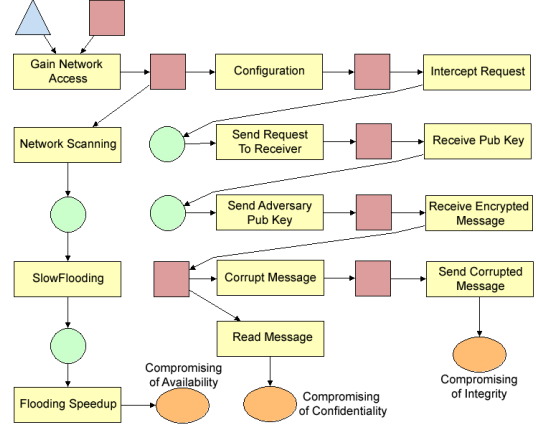 Gain Network
Access
Configuration
Intercept Request
Network Scanning
Send Request
To Receiver
Receive Pub Key
Send Adversary
Pub Key
Receive Encrypted
Message
SlowFlooding
Corrupt Message
Send Corrupted
Message
Read Message
Compromising
of Availability
Compromising
of Integrity
Flooding Speedup
Compromising
of Confidentiality